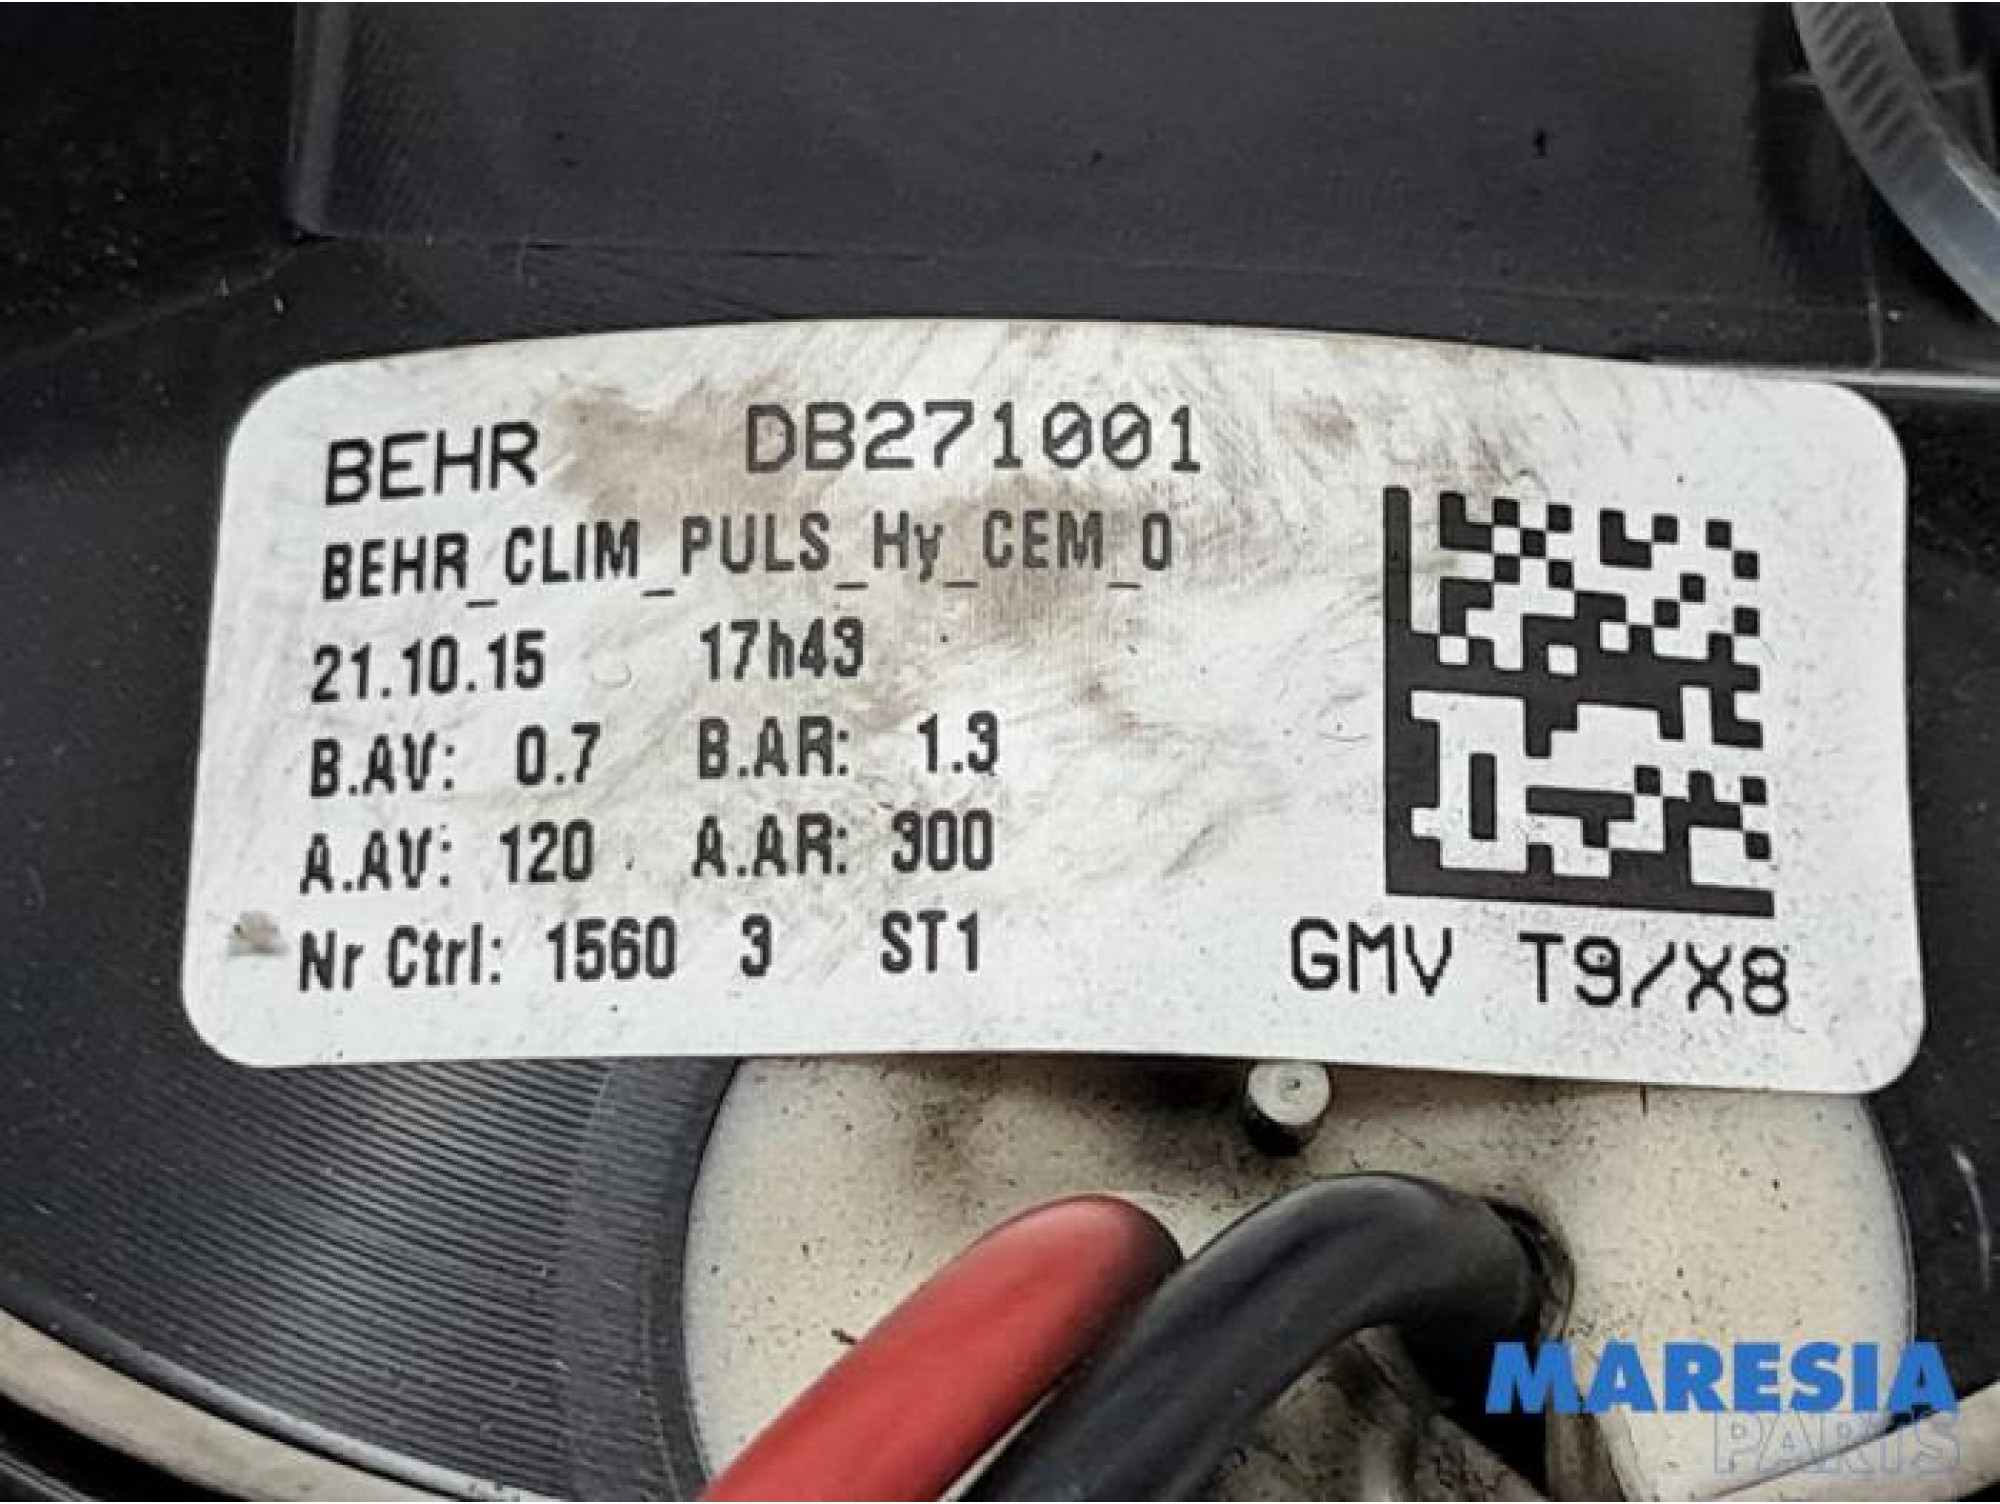 BEHR DB271001
BEHR_CLIM_PULS_Hy_CEM_0
21.10.15 17h43
B.AV: 0.7 B.AR: 1.3
A.AV: 120 A.AR: 300
Nr Ctrl: 1560 3 ST1
GMV T9/X8
MARESIA
PARTS